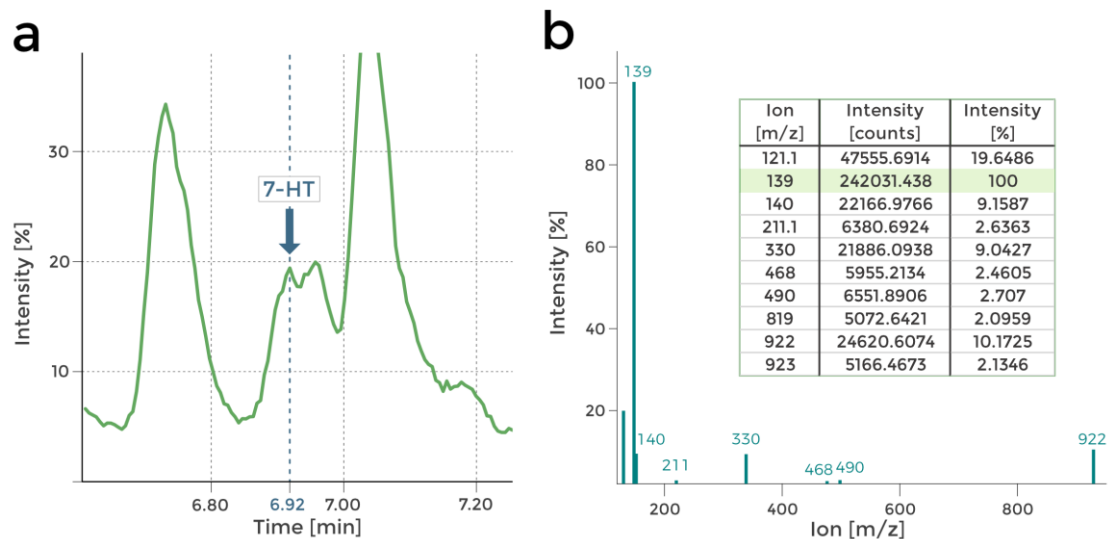 a
Intensity [%]
30
20
10
7-HT
6.80
6.92
7.00
7.20
Time [min]
b
Intensity [%]
100
80
60
40
20
139
140
211
330
468
490
922
200
400
600
800
Ion [m/z]
Ion Intensity Intensity
[m/z] [counts] [%]
121.1 47555.6914 19.6486
139 242031.438 100
140 22166.9766 9.1587
211.1 6380.6924 2.6363
330 21886.0938 9.0427
468 5955.2134 2.4605
490 6551.8906 2.707
819 5072.6421 2.0959
922 24620.6074 10.1725
923 5166.4673 2.1346